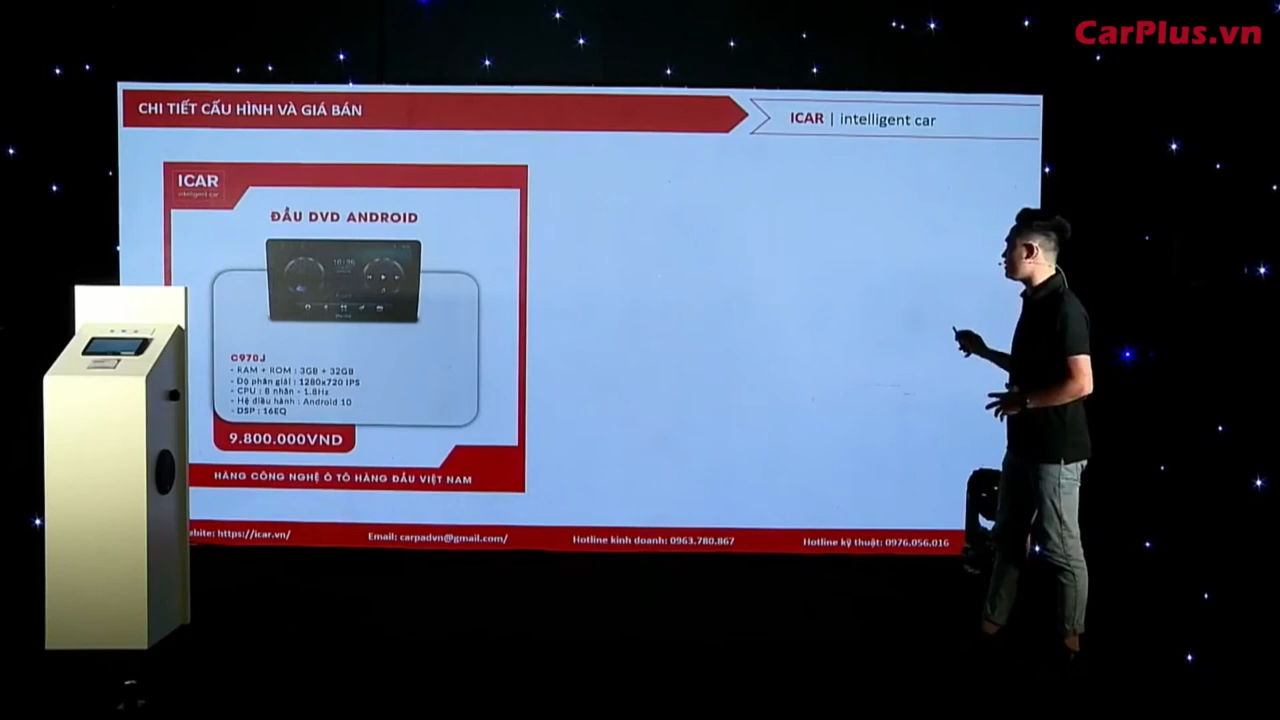 CarPlus.vn
CHI TIẾT CẤU HÌNH VÀ GIÁ BÁN
ICAR | intelligent car
ICAR
intelligent car
ĐẦU DVD ANDROID
16:36
C970J
- RAM + ROM : 3GB + 32GB
- Độ phân giải : 1280x720 IPS
- CPU : 8 nhân - 1.8Hz
- Hệ điều hành : Android 10
- DSP : 16EQ
9.800.000VND
HÀNG CÔNG NGHỆ Ô TÔ HÀNG ĐẦU VIỆT NAM
ebite: https://icar.vn/ Email: carpadvn@gmail.com/ Hotline kinh doanh: 0963.780.867 Hotline kỹ thuật: 0976.056.016